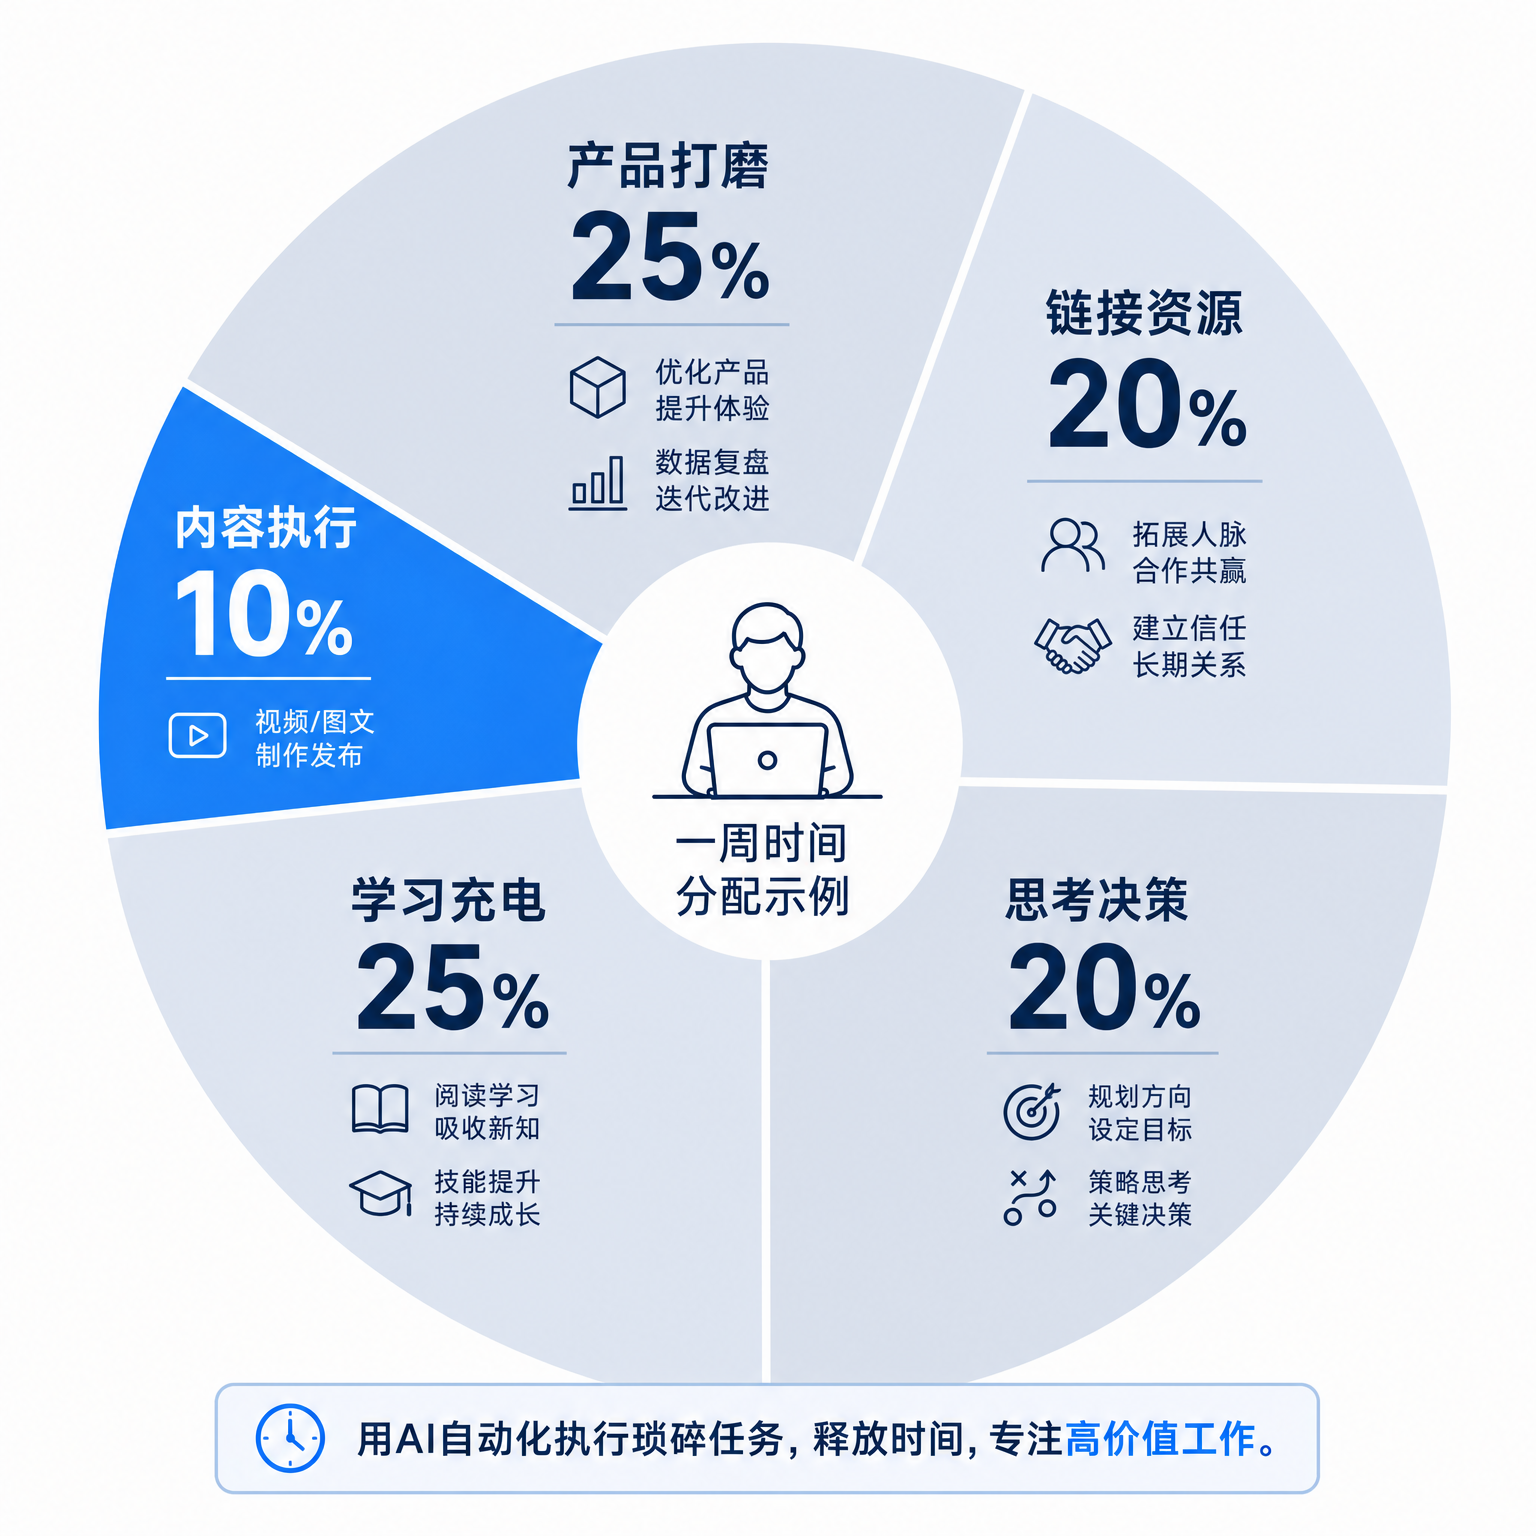 产品打磨
25%
优化产品
提升体验
数据复盘
迭代改进
链接资源
20%
拓展人脉
合作共赢
建立信任
长期关系
内容执行
10%
视频/图文
制作发布
一周时间
分配示例
学习充电
25%
阅读学习
吸收新知
技能提升
持续成长
思考决策
20%
规划方向
设定目标
策略思考
关键决策
用AI自动化执行琐碎任务, 释放时间, 专注高价值工作。